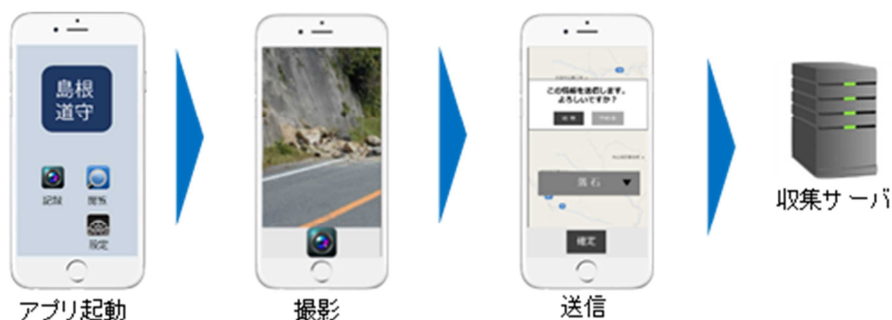 島根
道守
記録
閲覧
設定
アプリ起動
撮影
この情報を送信します。
よろしいですか？
落石
確定
送信
収集サーバ